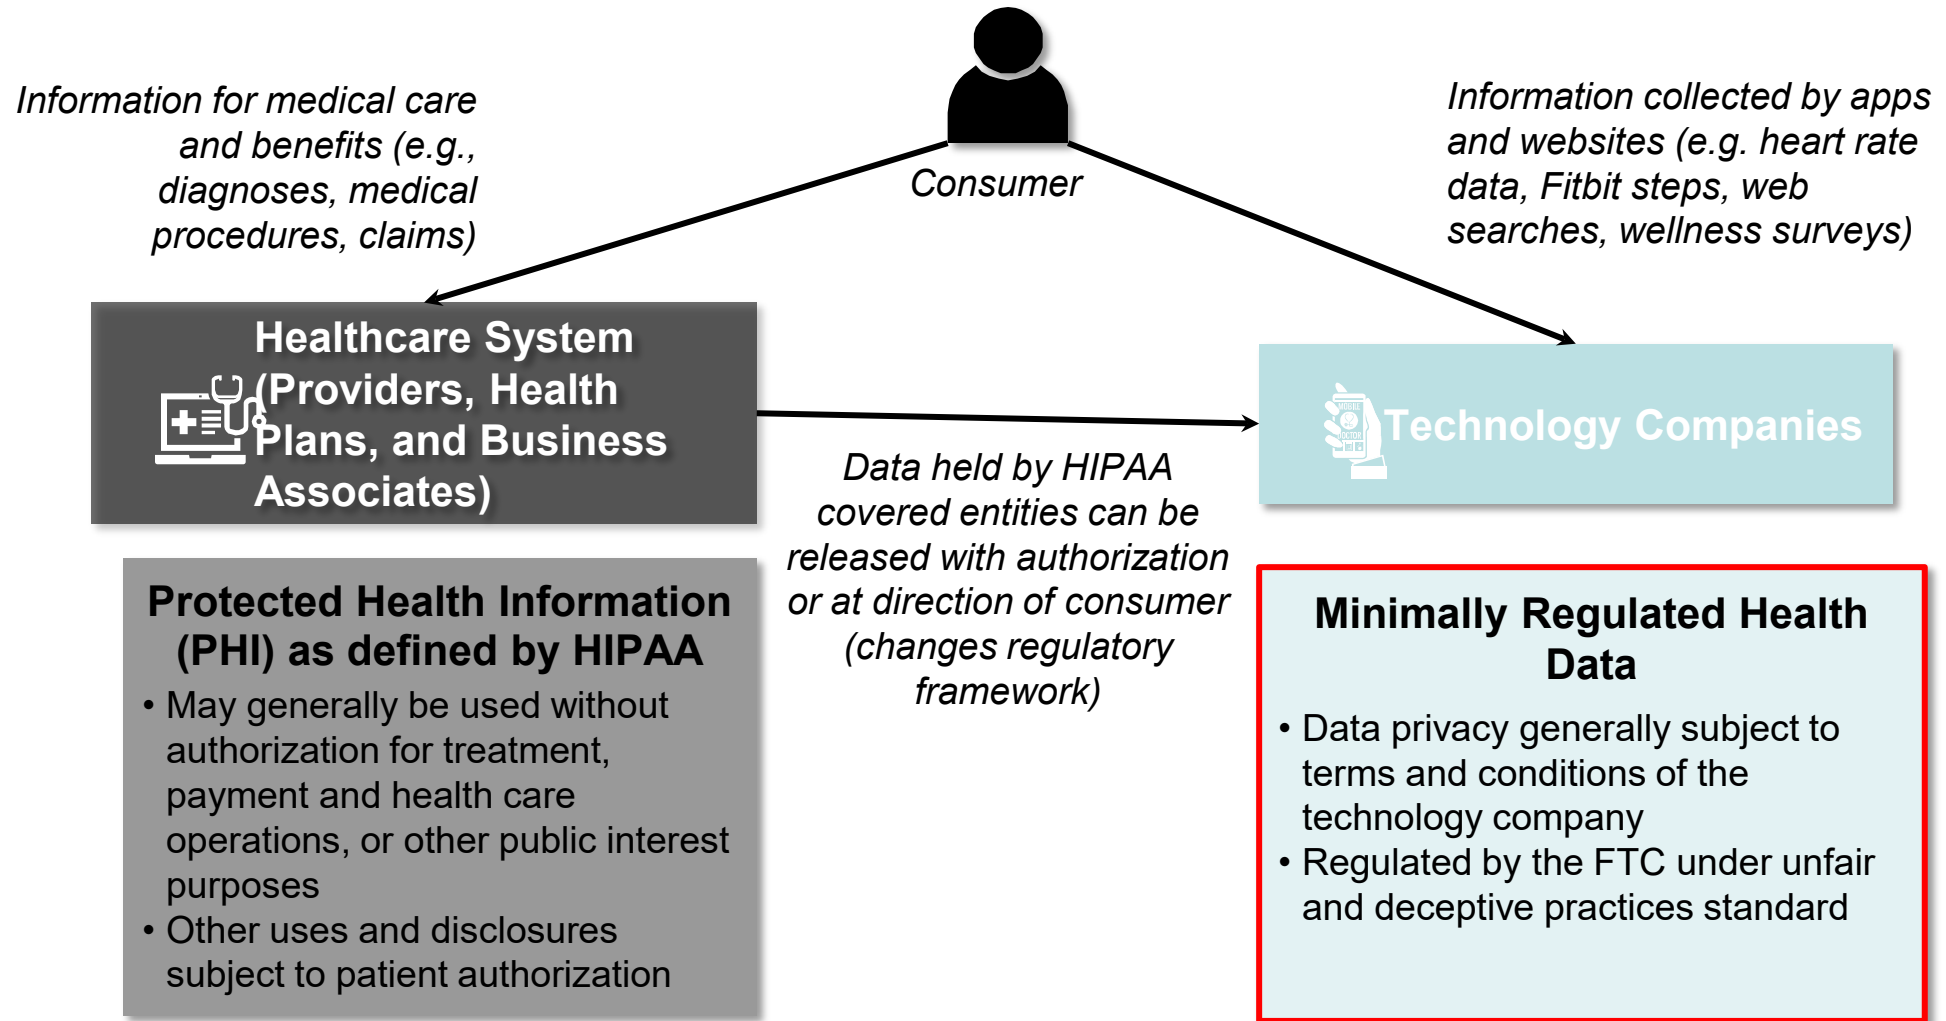 Information for medical care
and benefits (e.g.,
diagnoses, medical
procedures, claims)
Consumer
Information collected by apps
and websites (e.g. heart rate
data, Fitbit steps, web
searches, wellness surveys)
Healthcare System
(Providers, Health
Plans, and Business
Associates)
Technology Companies
Data held by HIPAA
covered entities can be
released with authorization
or at direction of consumer
(changes regulatory
framework)
Protected Health Information
(PHI) as defined by HIPAA
• May generally be used without
authorization for treatment,
payment and health care
operations, or other public interest
purposes
• Other uses and disclosures
subject to patient authorization
Minimally Regulated Health
Data
• Data privacy generally subject to
terms and conditions of the
technology company
• Regulated by the FTC under unfair
and deceptive practices standard